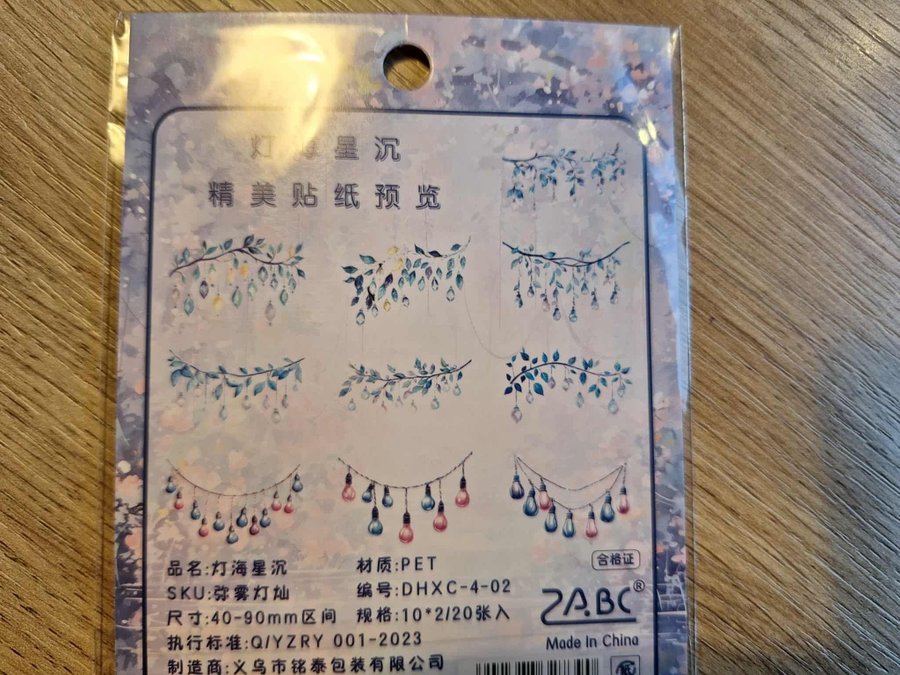 灯海星沉
精美贴纸预览
品名:灯海星沉
材质:PET
SKU:弥雾灯灿
编号:DHXC-4-02
尺寸:40-90mm区间
规格:10*2/20张入
执行标准:Q/YZRY 001-2023
制造商:义乌市铭泰包装有限公司
合格证
ZABC®
Made In China
纸